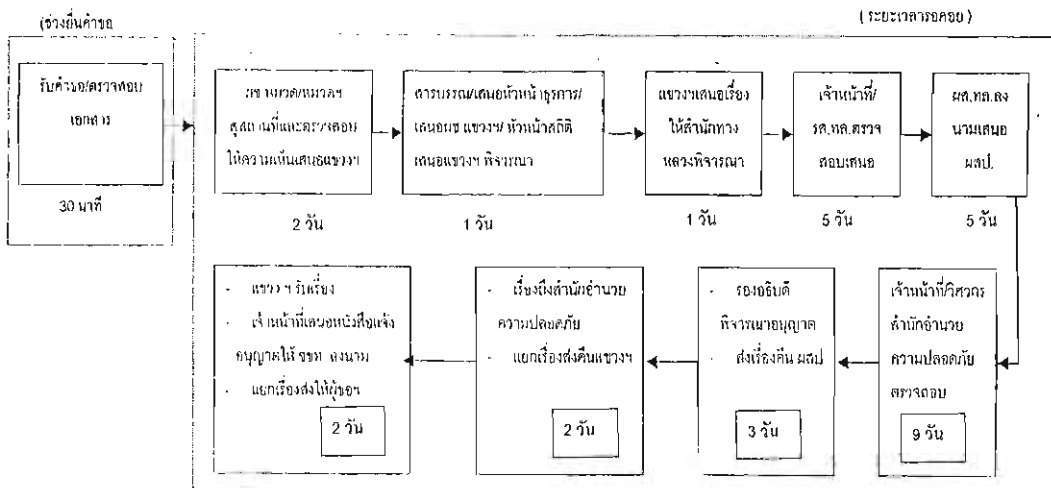 (ช่วงยื่นคำขอ
(ระยะเวลารอคอย)
รับคำขอ/ตรวจสอบ
เอกสาร
30 นาที
หมวดฯ
ดูสถานที่และตรวจสอบ
ให้ความเห็นเสนอแขวงฯ
2 วัน
สารบรรณ/เสนอหัวหน้าธุรการ/
เสนอผช แขวงฯ/ หัวหน้าสถิติ
เสนอแขวงฯ พิจารณา
1 วัน
แขวงฯเสนอเรื่อง
ให้สำนักทาง
หลวงพิจารณา
1 วัน
เจ้าหน้าที่/
รส.ทล.ตรวจ
สอบเสนอ
5 วัน
ผส.ทล.ลง
นามเสนอ
ผสป.
5 วัน
เจ้าหน้าที่/วิศวกร
สำนักอำนวย
ความปลอดภัย
ตรวจสอบ
9 วัน
- รองอธิบดี
พิจารณาอนุญาต
- ส่งเรื่องคืน ผสป
3 วัน
- เรื่องถึงสำนักอำนวย
ความปลอดภัย
- แยกเรื่องส่งคืนแขวงฯ
2 วัน
- แขวง ฯ รับเรื่อง
- เจ้าหน้าที่เสนอหนังสือแจ้ง
อนุญาตให้ ลงนาม
- แยกเรื่องส่งให้ผู้ขอฯ
2 วัน